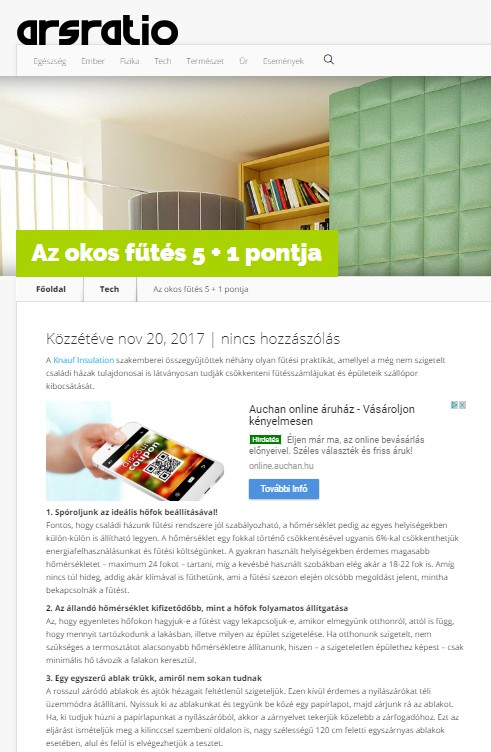 arsratio
Egészség Ember Fizika Tech Természet Űr Események
Az okos fűtés 5 + 1 pontja
Főoldal Tech Az okos fűtés 5 + 1 pontja
Közzétéve nov 20, 2017 | nincs hozzászólás
A Knauf Insulation szakemberei összegyűjtöttek néhány olyan fűtési praktikát, amellyel a még nem szigetelt
családi házak tulajdonosai is látványosan tudják csökkenteni fűtésszámlájukat és épületeik szállópor
kibocsátását.
discount
coupon
Auchan online áruház - Vásároljon
kényelmesen
Hirdetés Éljen már ma, az online bevásárlás
előnyeivel. Széles választék és friss áruk!
online.auchan.hu
További Infó
1. Spóroljunk az ideális hőfok beállításával!
Fontos, hogy családi házunk fűtési rendszere jól szabályozható, a hőmérséklet pedig az egyes helyiségekben
külön-külön is állítható legyen. A hőmérséklet egy fokkal történő csökkentésével ugyanis 6%-kal csökkenthetjük
energiafelhasználásunkat és fűtési költségünket. A gyakran használt helyiségekben érdemes magasabb
hőmérsékletet – maximum 24 fokot – tartani, míg a kevésbé használt szobákban elég akár a 18-22 fok is. Amíg
nincs túl hideg, addig akár klímával is fűthetünk, ami a fűtési szezon elején olcsóbb megoldást jelent, mintha
bekapcsolnák a fűtést.
2. Az állandó hőmérséklet kifizetődőbb, mint a hőfok folyamatos állítgatása
Az, hogy egyenletes hőfokon hagyjuk-e a fűtést vagy lekapcsoljuk-e, amikor elmegyünk otthonról, attól is függ,
hogy mennyit tartózkodunk a lakásban, illetve milyen az épület szigetelése. Ha otthonunk szigetelt, nem
szükséges a termosztátot alacsonyabb hőmérsékletre állítanunk, hiszen – a szigeteletlen épülethez képest – csak
minimális hő távozik a falakon keresztül.
3. Egy egyszerű ablak trükk, amiről nem sokan tudnak
A rosszul záródó ablakok és ajtók hézagait feltétlenül szigeteljük. Ezen kívül érdemes a nyílászárókat téli
üzemmódra átállítani. Nyissuk ki az ablakunkat és tegyünk be közé egy papírlapot, majd zárjunk rá az ablakot.
Ha, ki tudjuk húzni a papírlapunkat a nyílászáróból, akkor a zárnyelvet tekerjük közelebb a zárfogadóhoz. Ezt az
eljárást ismételjük meg a kilinccsel szembeni oldalon is, nagy szélességű 120 cm feletti egyszárnyas ablakok
esetében, alul és felül is elvégezhetjük a tesztet.